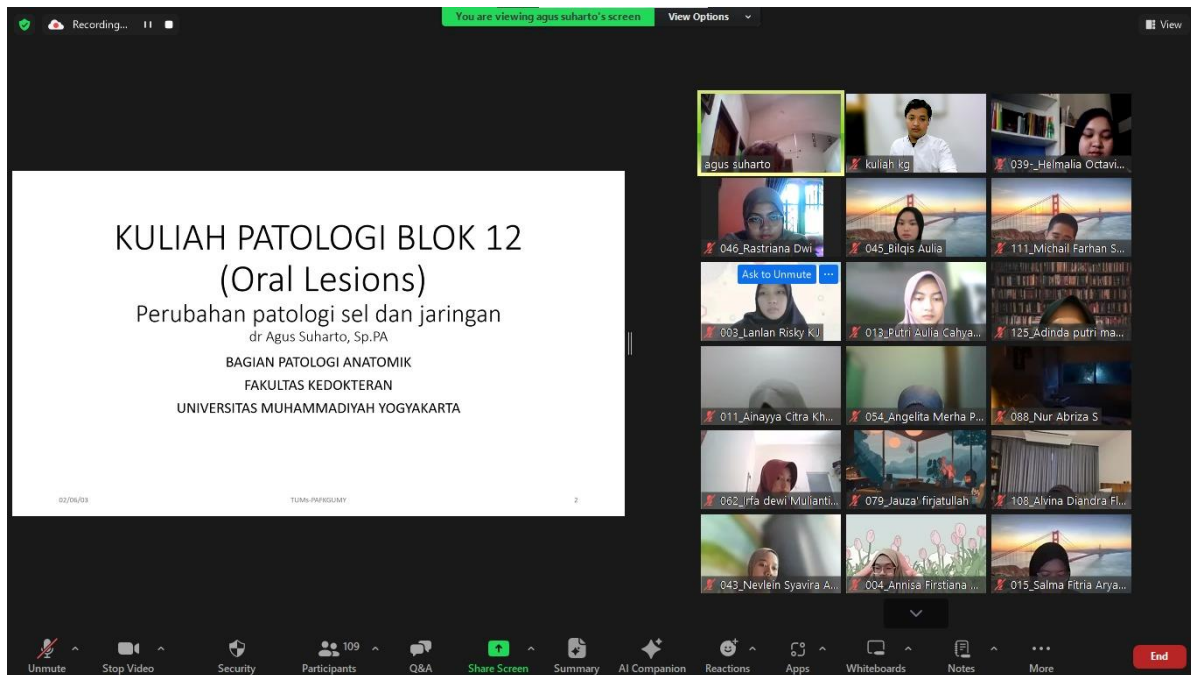 Recording...
You are viewing agus suharto's screen
View Options
View
KULIAH PATOLOGI BLOK 12
(Oral Lesions)
Perubahan patologi sel dan jaringan
dr Agus Suharto, Sp.PA
BAGIAN PATOLOGI ANATOMIK
FAKULTAS KEDOKTERAN
UNIVERSITAS MUHAMMADIYAH YOGYAKARTA
02/06/03
TUMs-PAFKGUMY
2
agus suharto
kuliah kg
039-_Helmalia Octavi...
046_Rastriana Dwi
045_Bilqis Aulia
111_Michail Farhan S...
Ask to Unmute ...
003_Lanlan Risky KJ
013_Putri Aulia Cahya...
125_Adinda putri ma...
011_Ainayya Citra Kh...
054_Angelita Merha P...
088_Nur Abriza S
062_Irfa dewi Mulianti...
079_Jauza' firjatullah
108_Alvina Diandra Fl...
043_Nevlein Syavira A...
004_Annisa Firstiana ...
015_Salma Fitria Arya...
Unmute
Stop Video
Security
109
Participants
Q&A
Share Screen
Summary
AI Companion
Reactions
Apps
Whiteboards
Notes
More
End